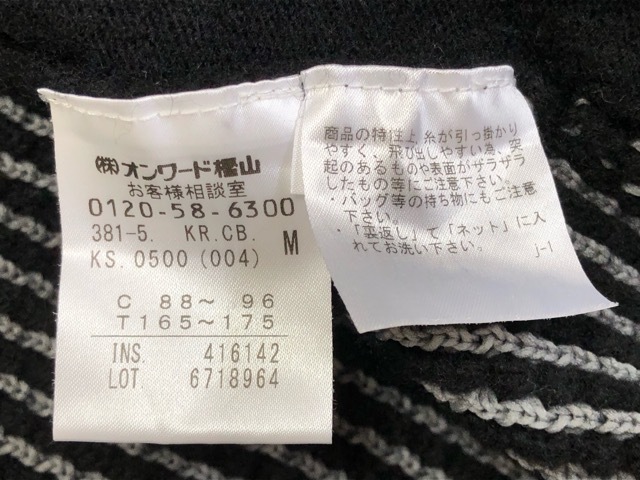 ㈱オンワード樫山
お客様相談室
0120-58-6300
381-5. KR.CB. M
KS.0500(004)
C 88〜 96
T165〜175
INS. 416142
LOT. 6718964
商品の特性上、糸が引っ掛かり
やすく、飛び出しやすい為、突
起のあるものや表面がザラザラ
したもの等にご注意下さい。
・バッグ等の持ち物にもご注意
下さい。
・「裏返し」て「ネット」に入
れてお洗い下さい。
J-1